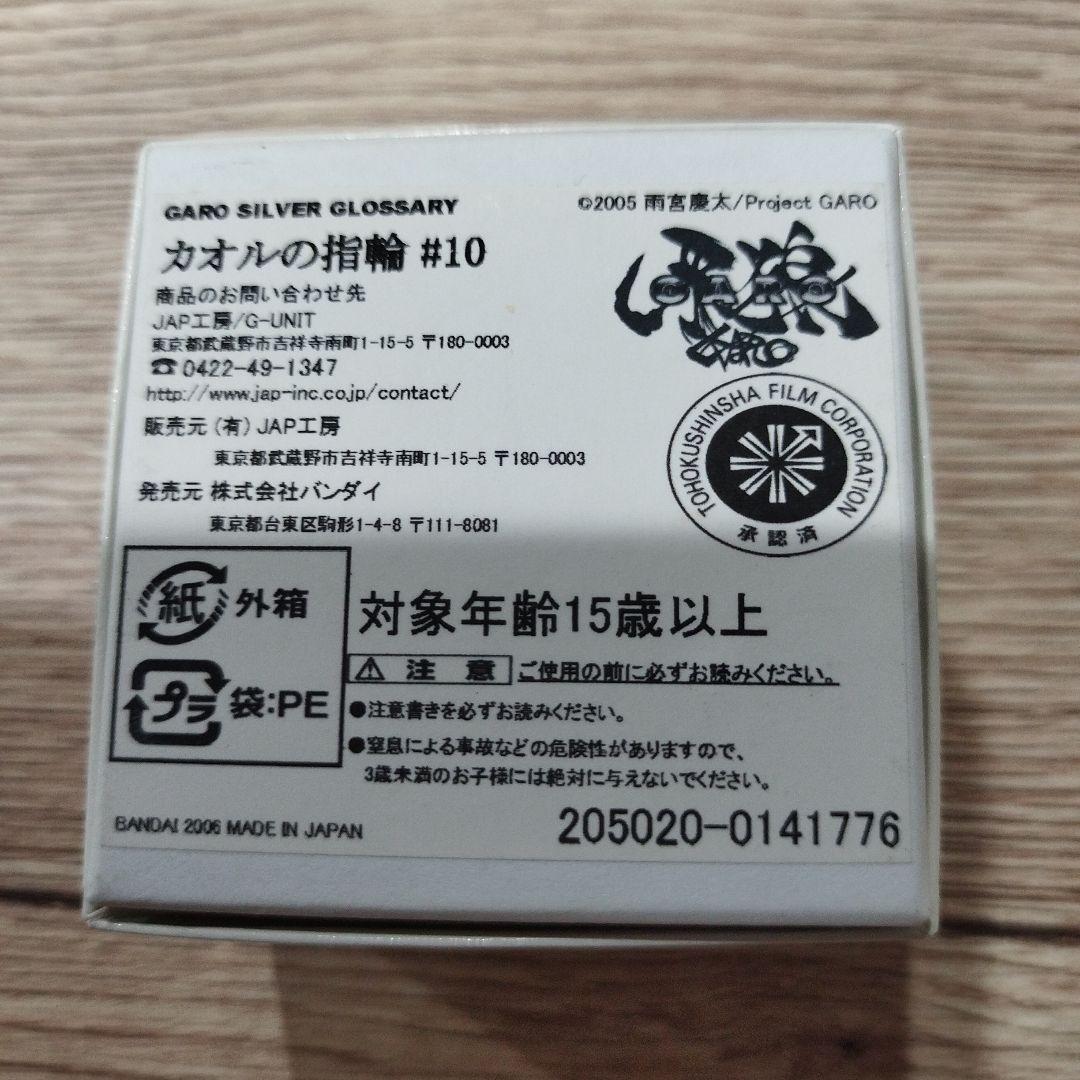 GARO SILVER GLOSSARY
©2005 雨宮慶太/Project GARO
カオルの指輪 #10
商品のお問い合わせ先
JAP工房/G-UNIT
東京都武蔵野市吉祥寺南町1-15-5 〒180-0003
☎0422-49-1347
http://www.jap-inc.co.jp/contact/
販売元 (有) JAP工房
東京都武蔵野市吉祥寺南町1-15-5 〒180-0003
発売元 株式会社バンダイ
東京都台東区駒形1-4-8 〒111-8081
牙狼
GARO
TOHOKUSHINSHA FILM CORPORATION
承認済
紙 外箱
プラ 袋:PE
対象年齢15歳以上
⚠ 注 意 ご使用の前に必ずお読みください。
●注意書きを必ずお読みください。
●窒息による事故などの危険性がありますので、
3歳未満のお子様には絶対に与えないでください。
BANDAI 2006 MADE IN JAPAN
205020-0141776